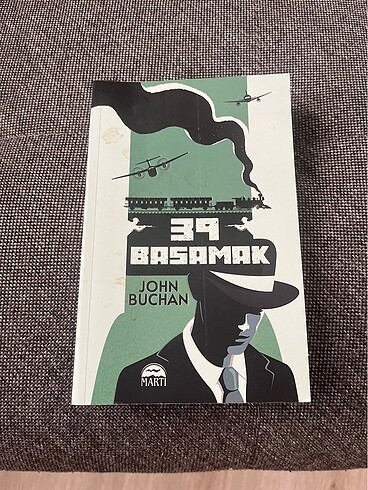 39
BASAMAK
JOHN
BUCHAN
MARTI